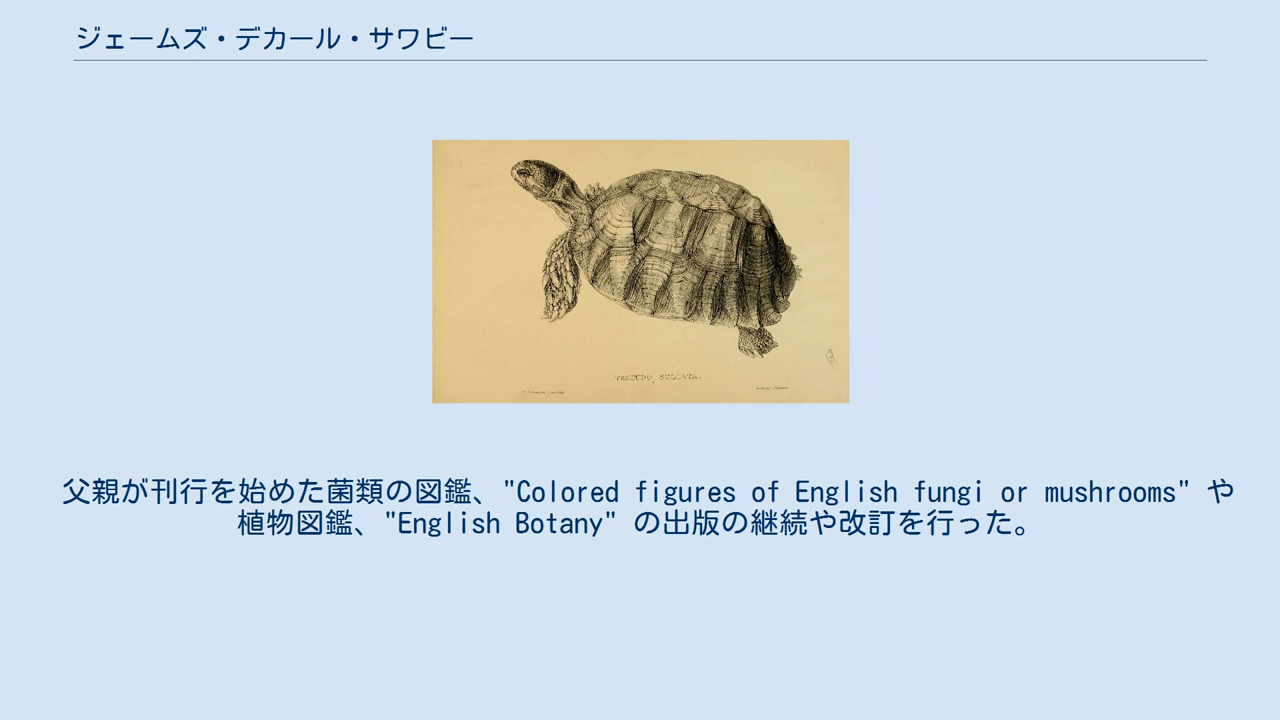 ジェームズ・デカール・サワビー
TESTUDO SULCATA.
父親が刊行を始めた菌類の図鑑、"Colored figures of English fungi or mushrooms" や
植物図鑑、"English Botany" の出版の継続や改訂を行った。